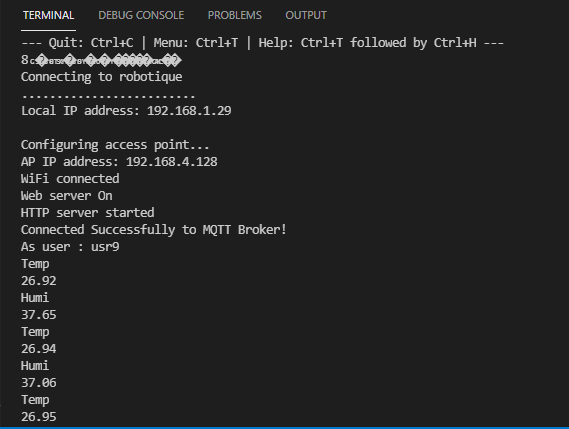 TERMINAL DEBUG CONSOLE PROBLEMS OUTPUT
--- Quit: Ctrl+C | Menu: Ctrl+T | Help: Ctrl+T followed by Ctrl+H ---
Connecting to robotique
.........................
Local IP address: 192.168.1.29
Configuring access point...
AP IP address: 192.168.4.128
WiFi connected
Web server On
HTTP server started
Connected Successfully to MQTT Broker!
As user : usr9
Temp
26.92
Humi
37.65
Temp
26.94
Humi
37.06
Temp
26.95